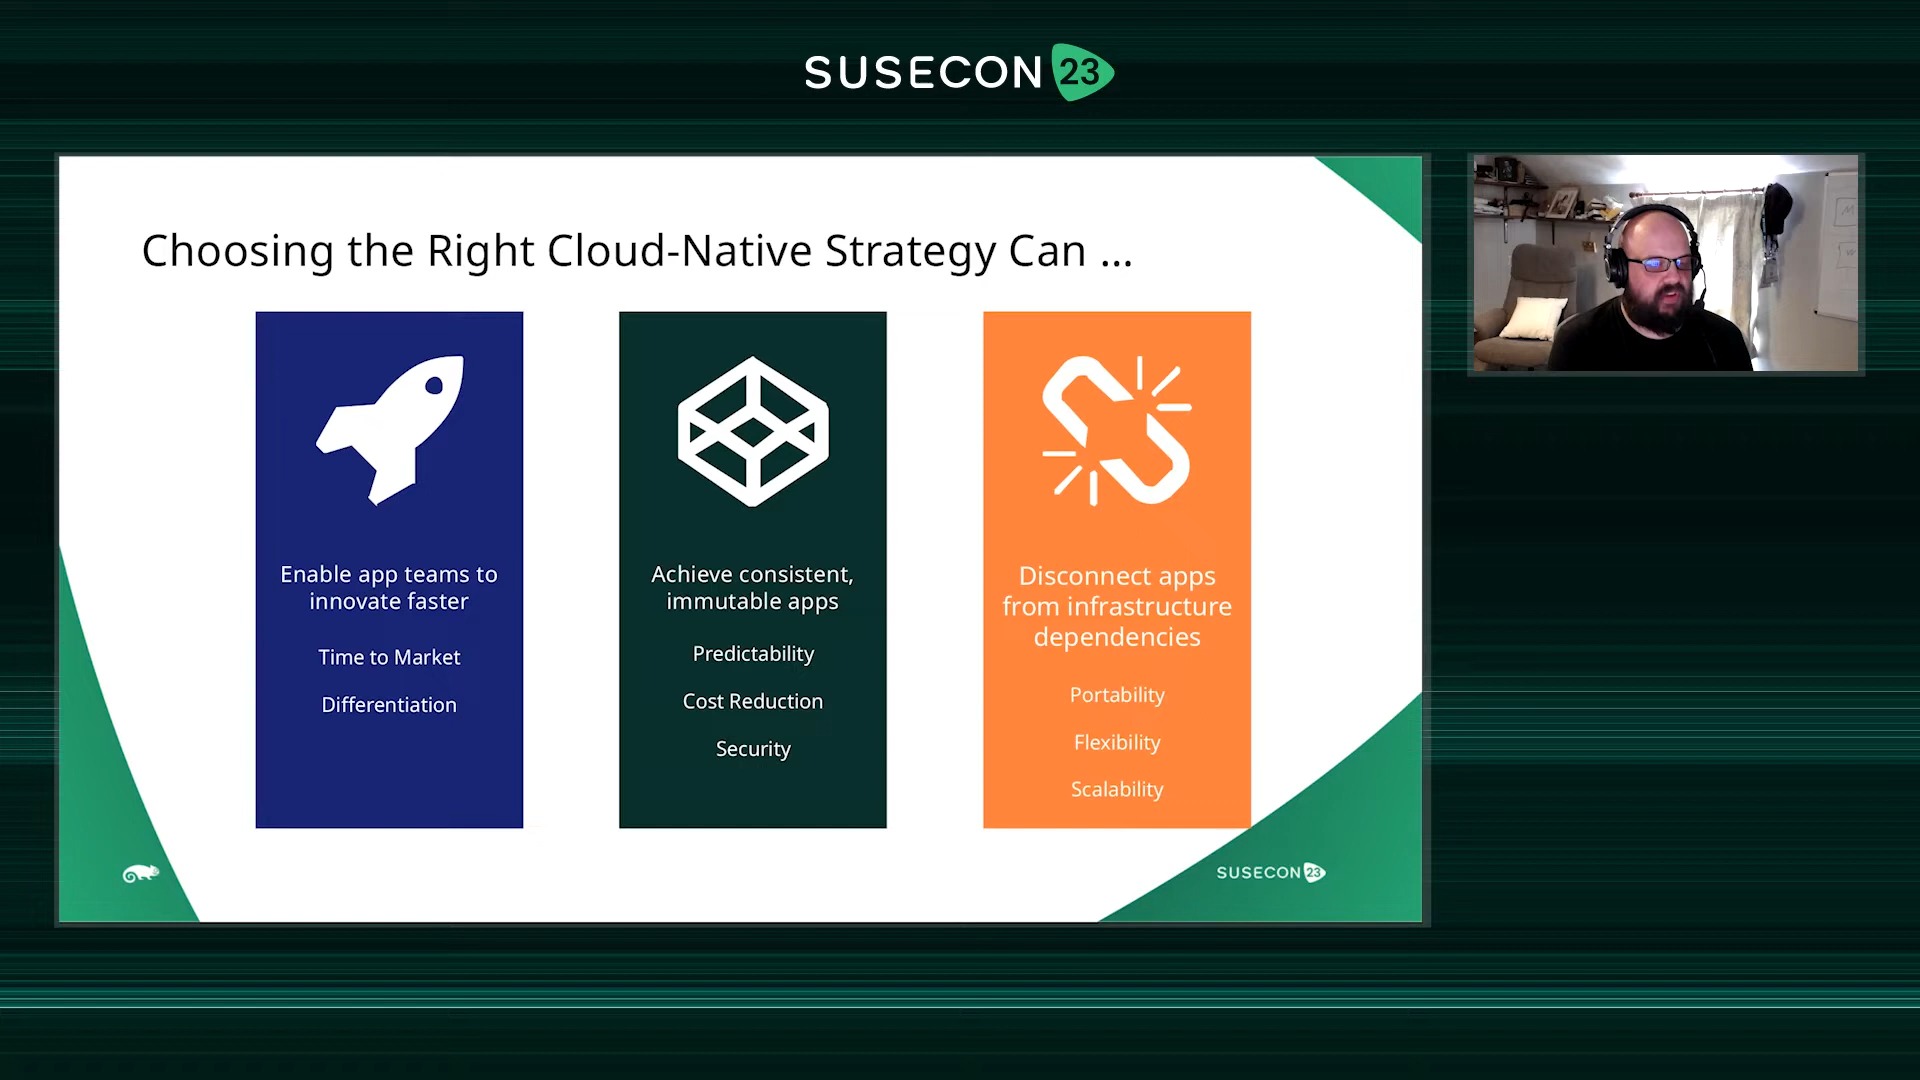 SUSECON 23
Choosing the Right Cloud-Native Strategy Can ...
Enable app teams to
innovate faster
Time to Market
Differentiation
Achieve consistent,
immutable apps
Predictability
Cost Reduction
Security
Disconnect apps
from infrastructure
dependencies
Portability
Flexibility
Scalability
SUSECON 23